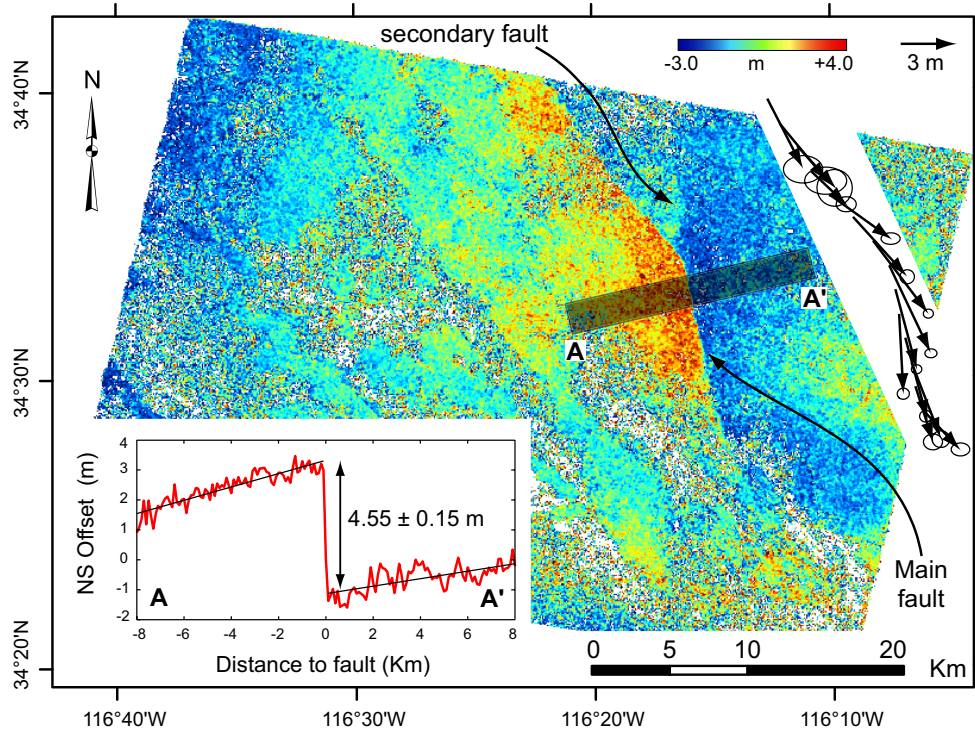 secondary fault
-3.0 m +4.0
3 m
N
34°40'N
34°30'N
34°20'N
A
A'
Main
fault
4
3
2
1
0
-1
-2
NS Offset (m)
4.55 ± 0.15 m
A
A'
-8 -6 -4 -2 0 2 4 6 8
Distance to fault (Km)
0 5 10 20
Km
116°40'W 116°30'W 116°20'W 116°10'W